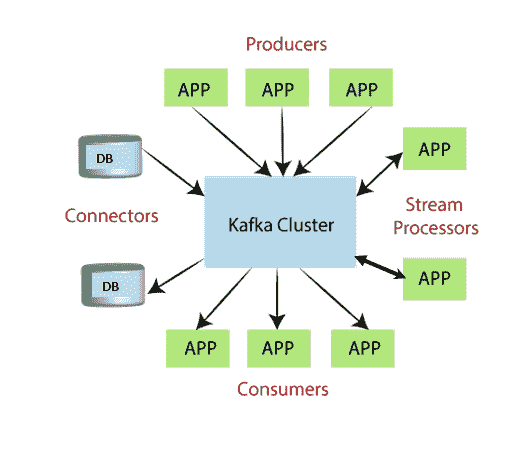 Producers
APP
APP
APP
DB
APP
Connectors
Kafka Cluster
Stream
Processors
DB
APP
APP
APP
APP
Consumers